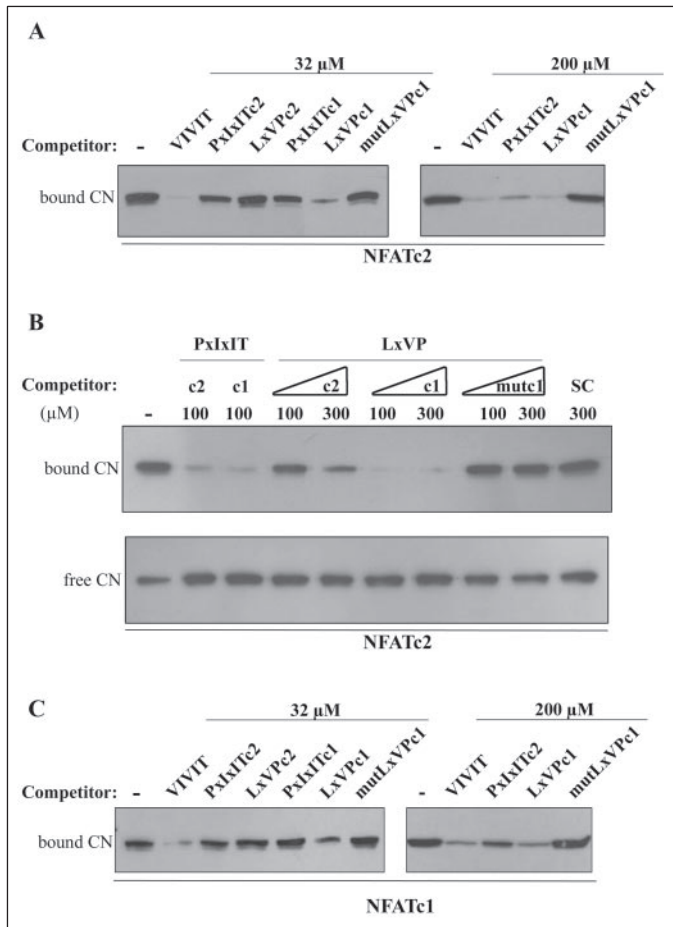 A
32 µM 200 µM
Competitor: - VIVIT PxIxITc2 LxVPc2 PxIxITc1 LxVPc1 mutLxVPc1 - VIVIT PxIxITc2 LxVPc1 mutLxVPc1
bound CN
NFATc2
B
PxIxIT LxVP
Competitor: c2 c1 c2 c1 mutc1 SC
(µM) - 100 100 100 300 100 300 100 300 300
bound CN
free CN
NFATc2
C
32 µM 200 µM
Competitor: - VIVIT PxIxITc2 LxVPc2 PxIxITc1 LxVPc1 mutLxVPc1 - VIVIT PxIxITc2 LxVPc1 mutLxVPc1
bound CN
NFATc1